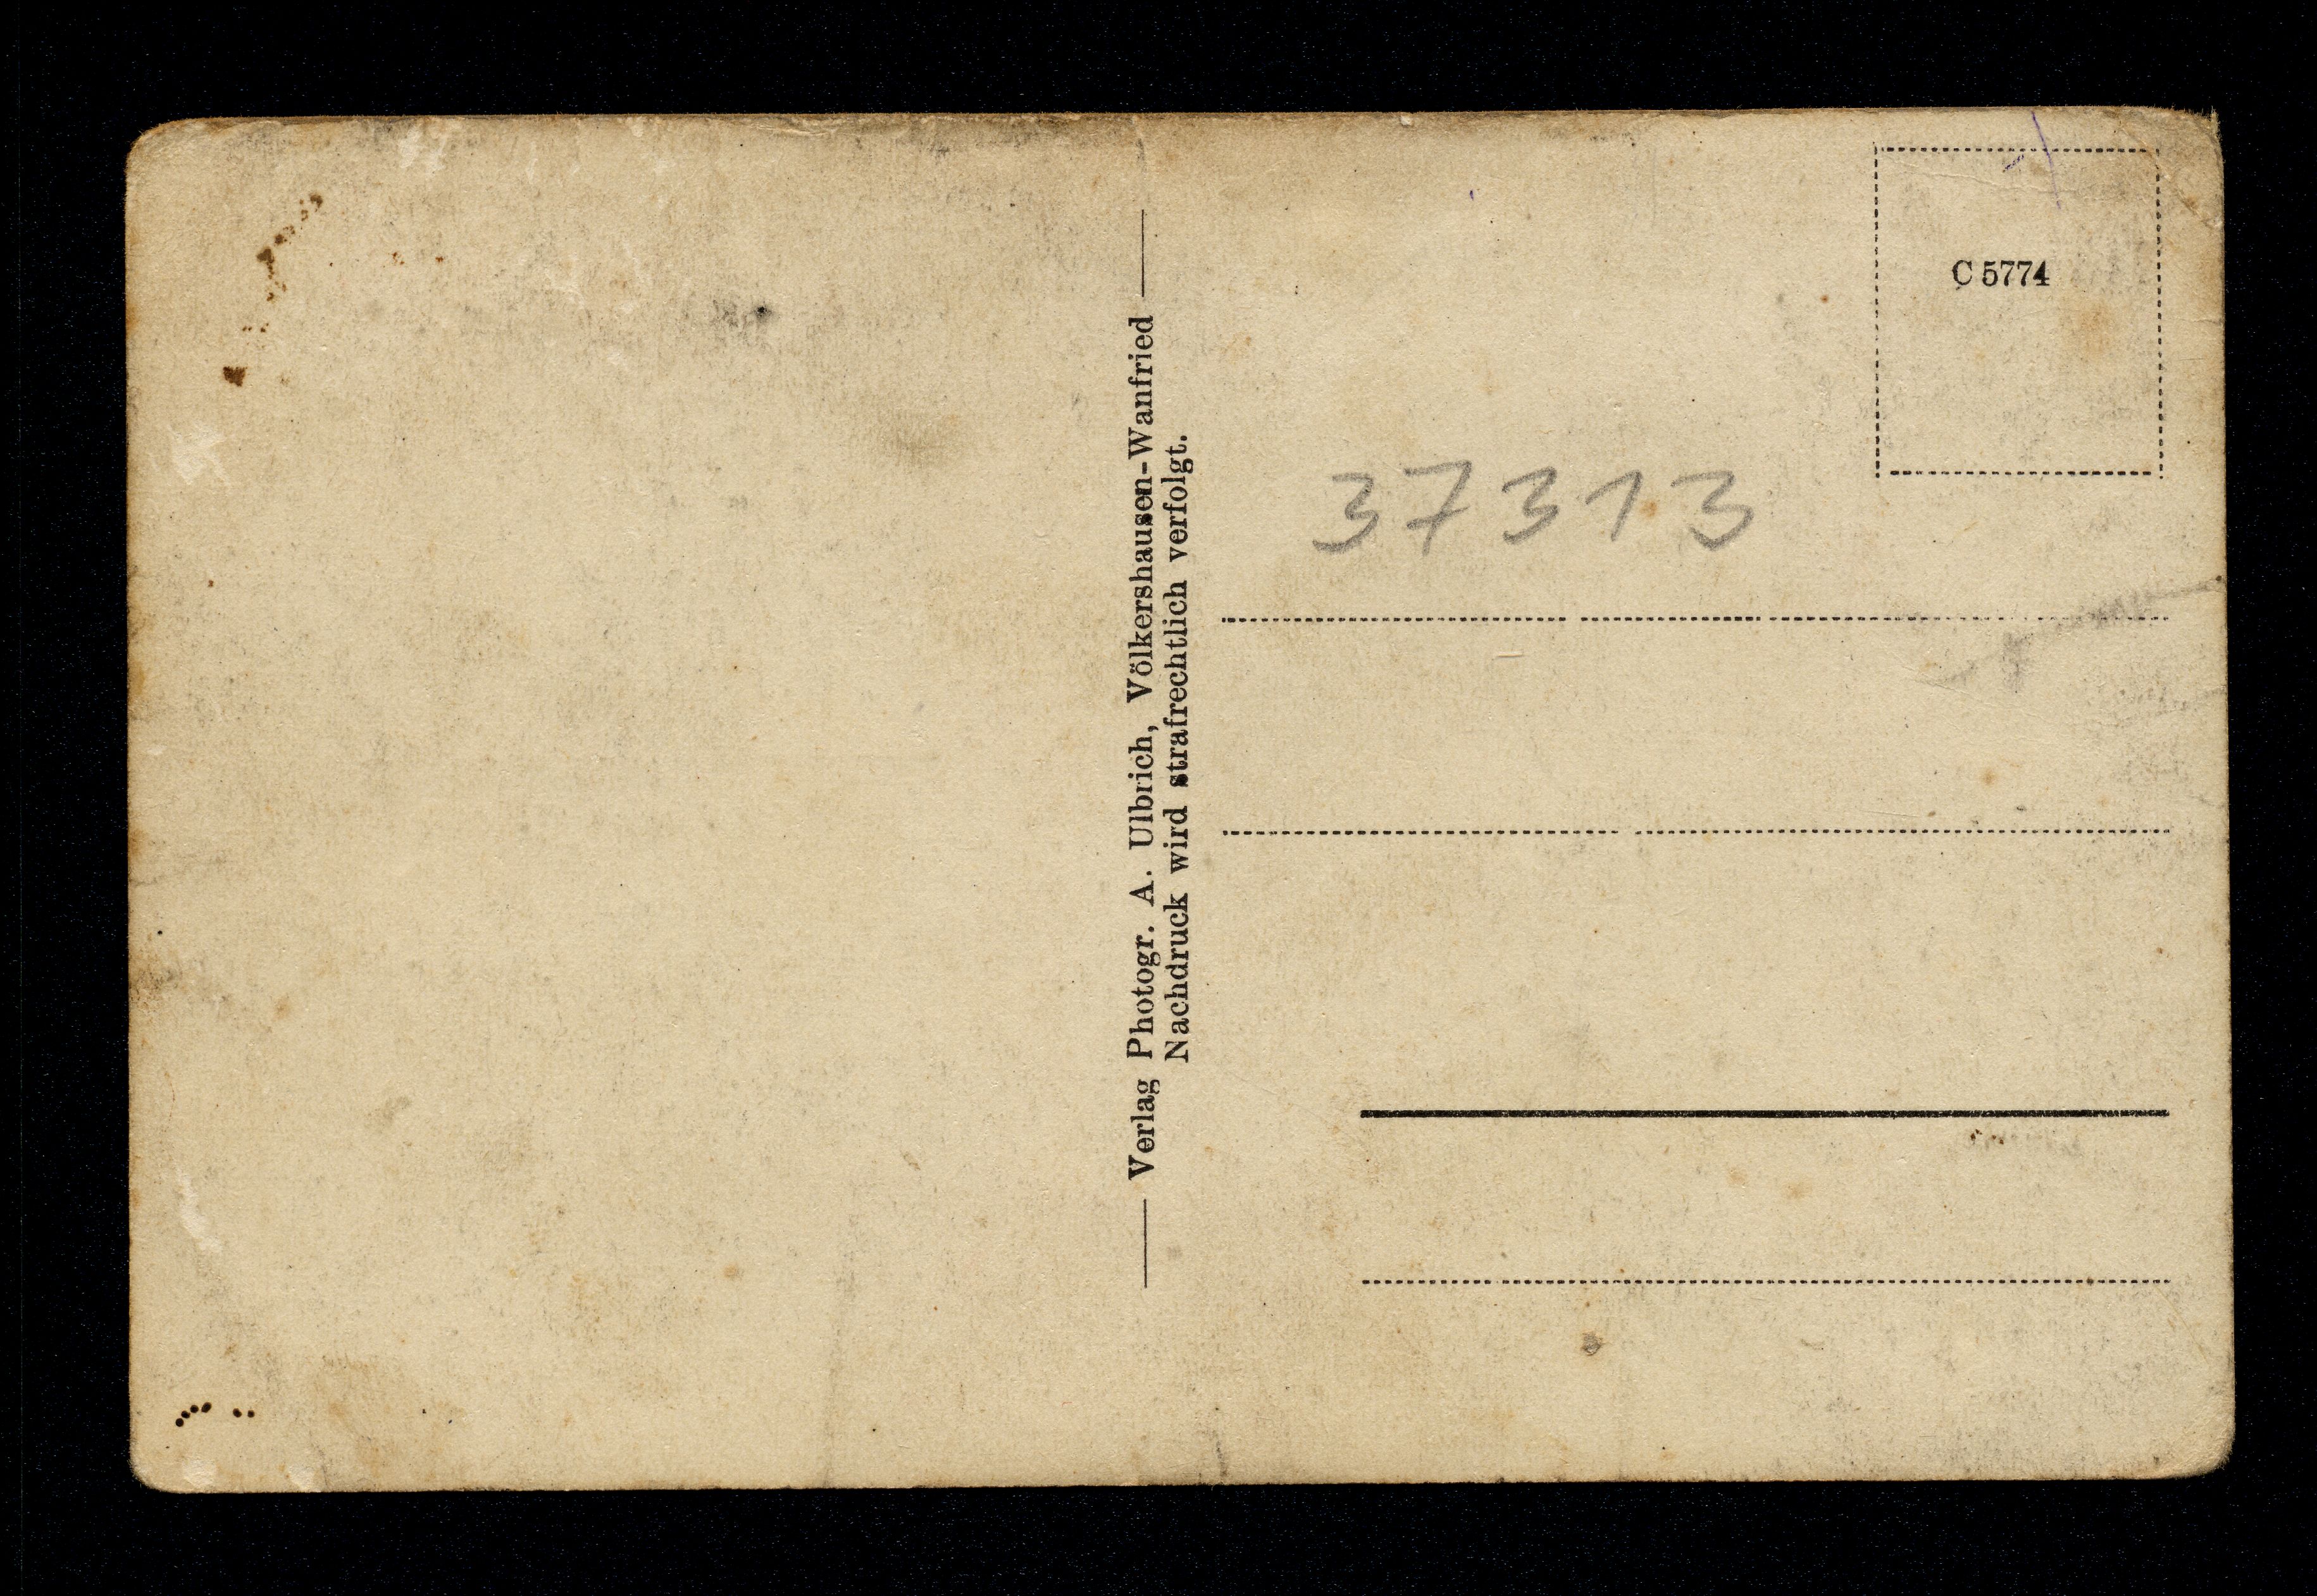 Verlag Photogr. A. Ulbrich, Völkershausen-Wanfried
Nachdruck wird strafrechtlich verfolgt.
C 5774
37313